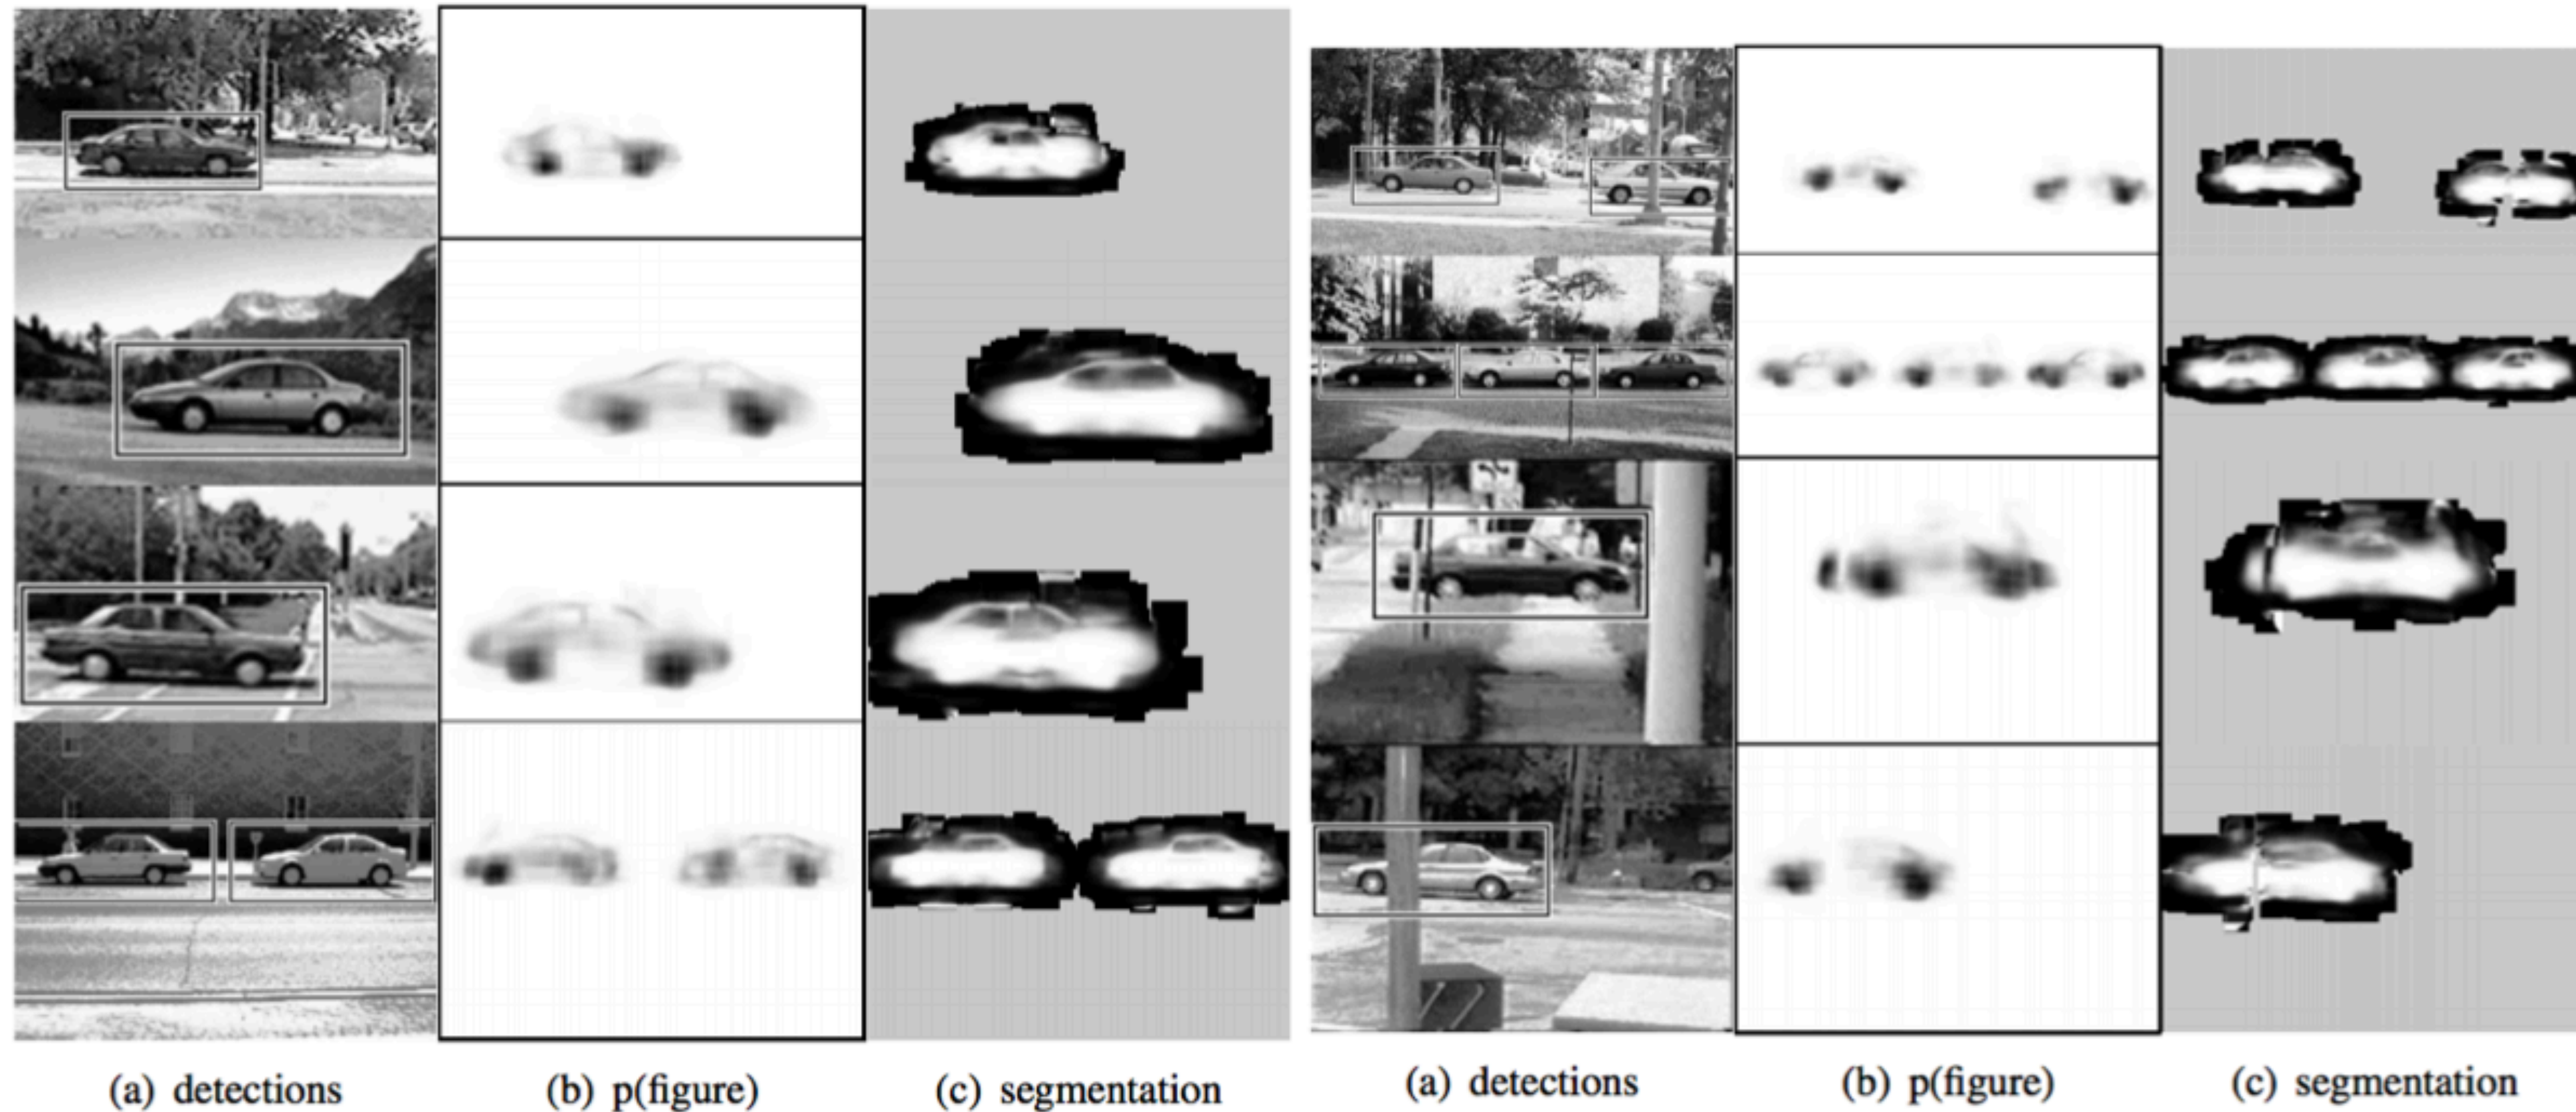 (a) detections
(b) p(figure)
(c) segmentation
(a) detections
(b) p(figure)
(c) segmentation